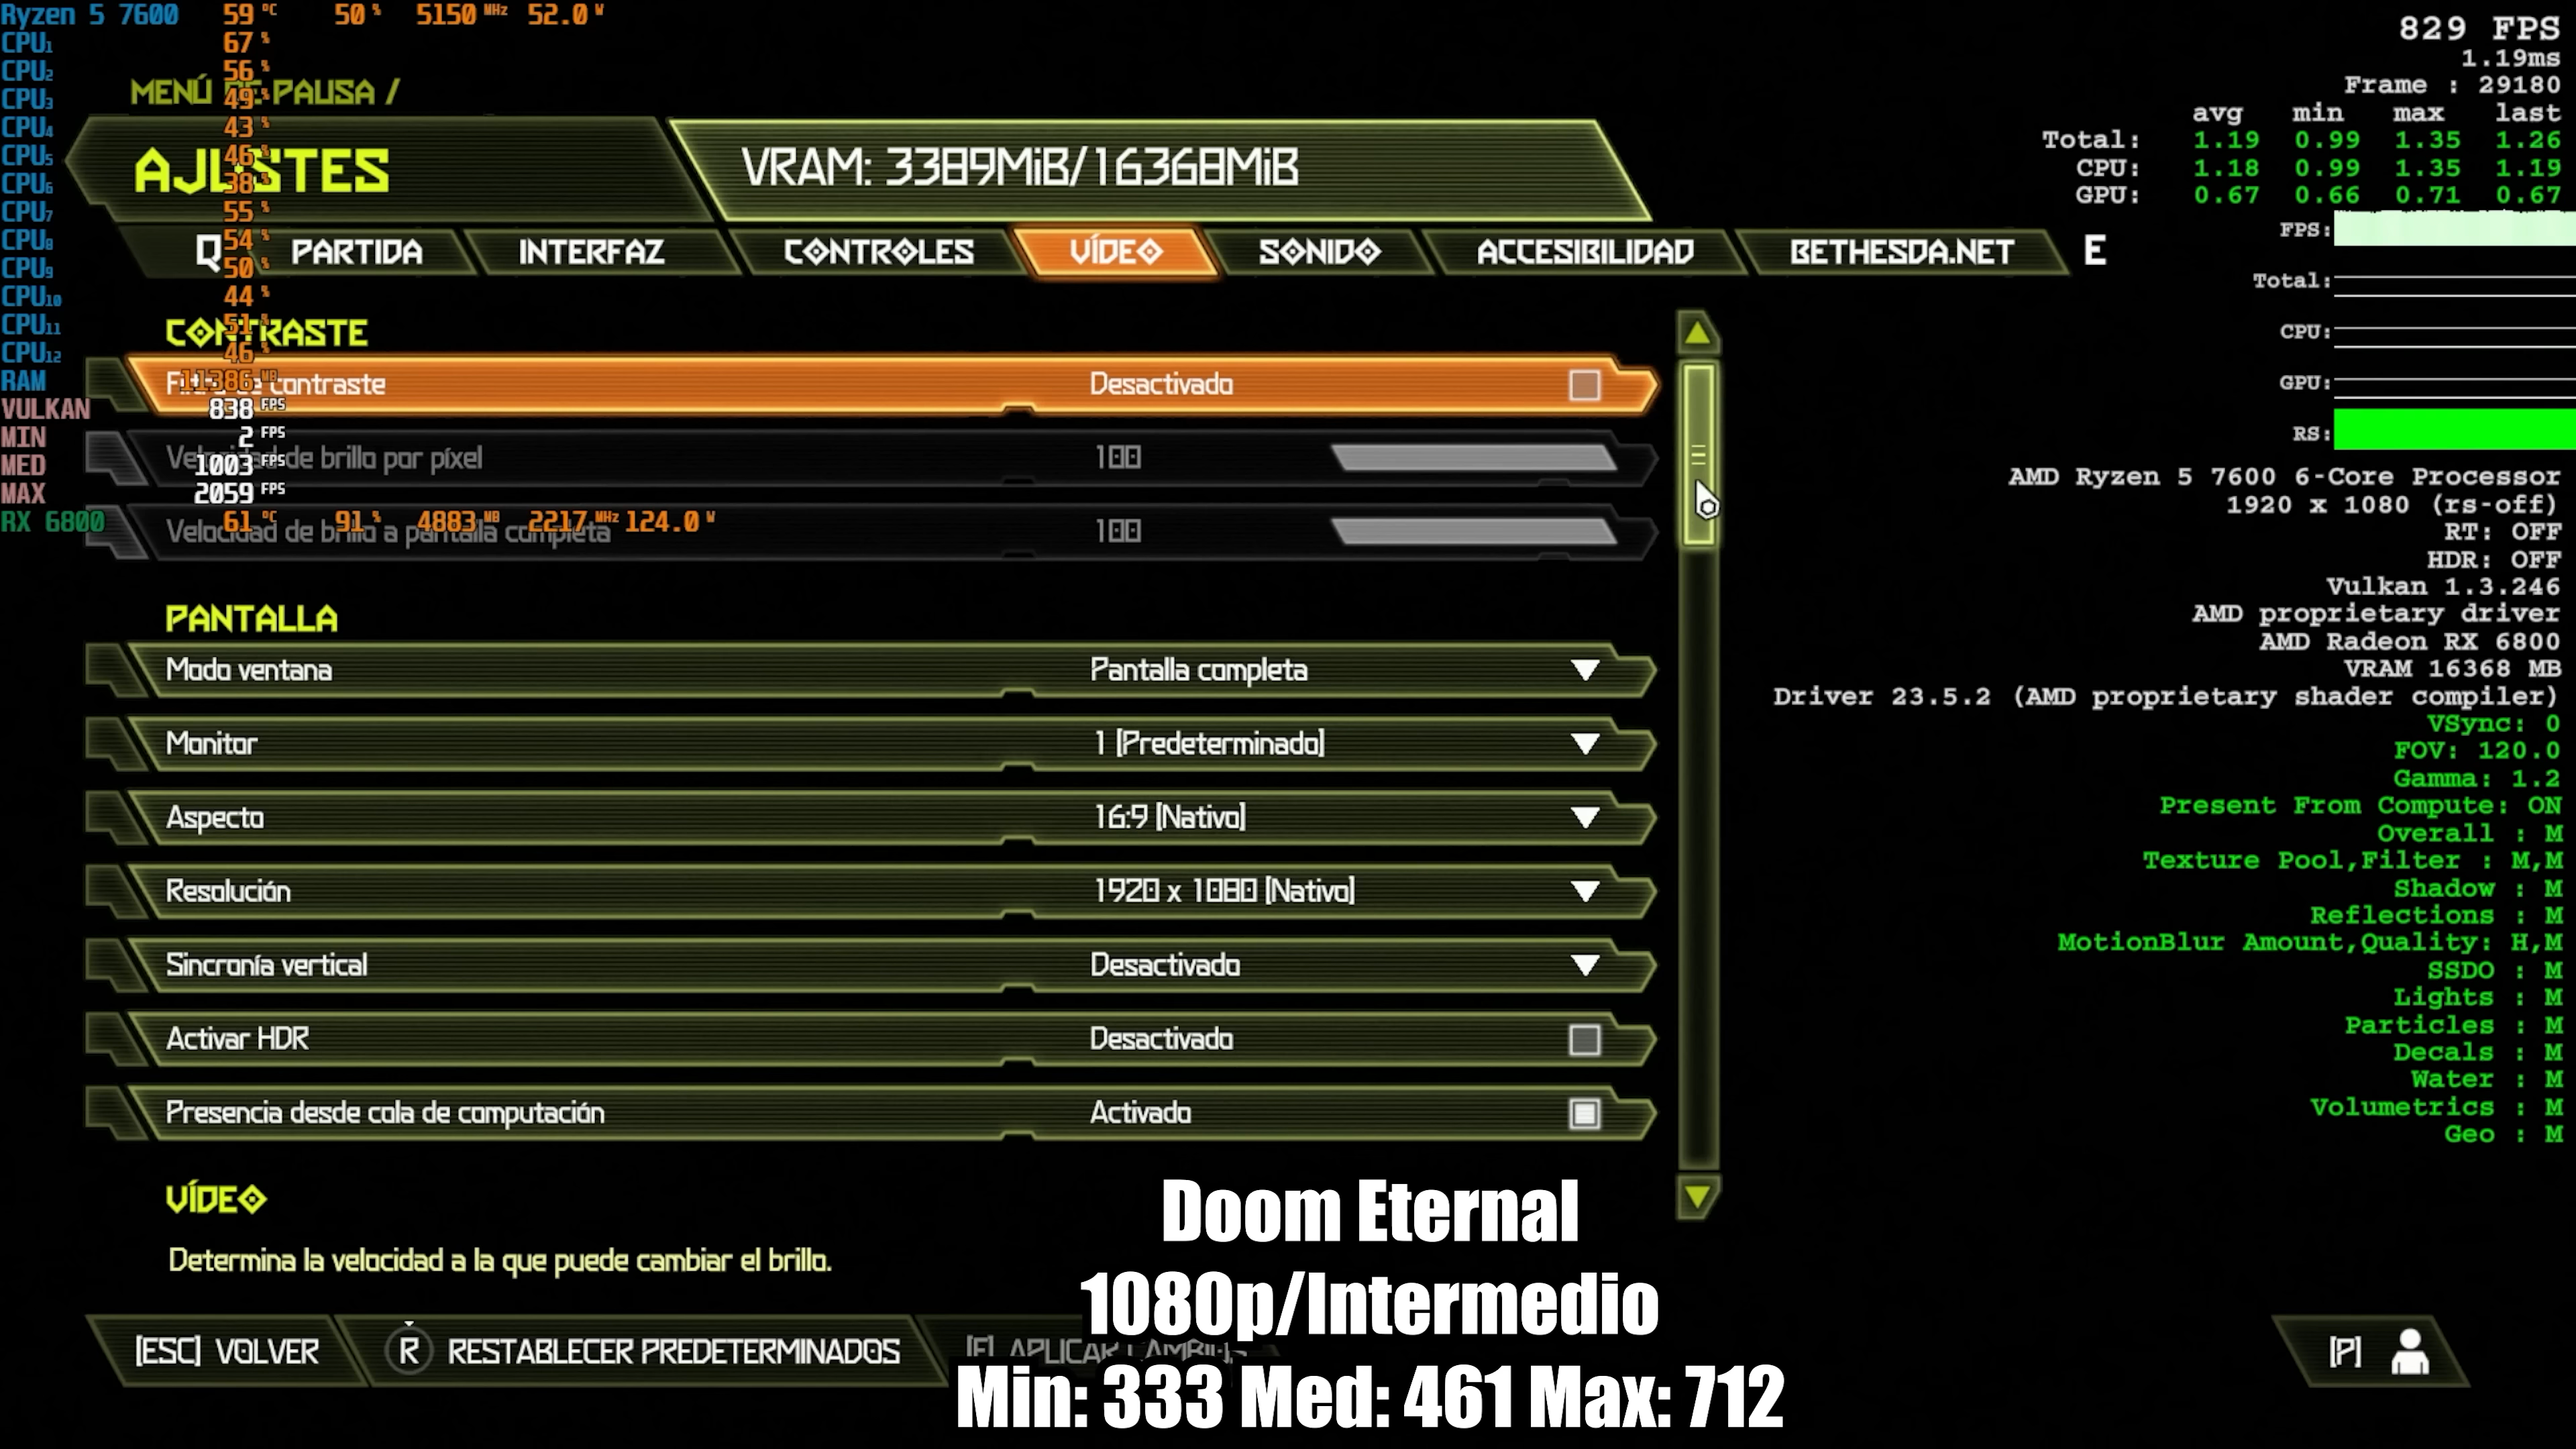 Ryzen 5 7600 59 °C 50 % 5150 MHz 52.0 W
CPU1 67 %
CPU2 56 %
CPU3 49 %
CPU4 43 %
CPU5 46 %
CPU6 38 %
CPU7 55 %
CPU8 54 %
CPU9 50 %
CPU10 44 %
CPU11 51 %
CPU12 46 %
RAM 11386 MB
VULKAN 838 FPS
MIN 2 FPS
MED 1003 FPS
MAX 2059 FPS
RX 6800 61 °C 91 % 4883 MB 2217 MHz 124.0 W
MENÚ DE PAUSA /
AJUSTES
VRAM: 3389MiB/16368MiB
Q PARTIDA INTERFAZ CONTROLES VÍDEO SONIDO ACCESIBILIDAD BETHESDA.NET E
CONTRASTE
Filtro de contraste Desactivado
Velocidad de brillo por píxel 100
Velocidad de brillo a pantalla completa 100
PANTALLA
Modo ventana Pantalla completa
Monitor 1 [Predeterminado]
Aspecto 16:9 [Nativo]
Resolución 1920 x 1080 [Nativo]
Sincronía vertical Desactivado
Activar HDR Desactivado
Presencia desde cola de computación Activado
VÍDEO
Determina la velocidad a la que puede cambiar el brillo.
[ESC] VOLVER R RESTABLECER PREDETERMINADOS [F] APLICAR CAMBIOS
[P]
Doom Eternal
1080p/Intermedio
Min: 333 Med: 461 Max: 712
829 FPS
1.19ms
Frame : 29180
avg min max last
Total: 1.19 0.99 1.35 1.26
CPU: 1.18 0.99 1.35 1.19
GPU: 0.67 0.66 0.71 0.67
FPS:
Total:
CPU:
GPU:
RS:
AMD Ryzen 5 7600 6-Core Processor
1920 x 1080 (rs-off)
RT: OFF
HDR: OFF
Vulkan 1.3.246
AMD proprietary driver
AMD Radeon RX 6800
VRAM 16368 MB
Driver 23.5.2 (AMD proprietary shader compiler)
VSync: 0
FOV: 120.0
Gamma: 1.2
Present From Compute: ON
Overall : M
Texture Pool,Filter : M,M
Shadow : M
Reflections : M
MotionBlur Amount,Quality: H,M
SSDO : M
Lights : M
Particles : M
Decals : M
Water : M
Volumetrics : M
Geo : M